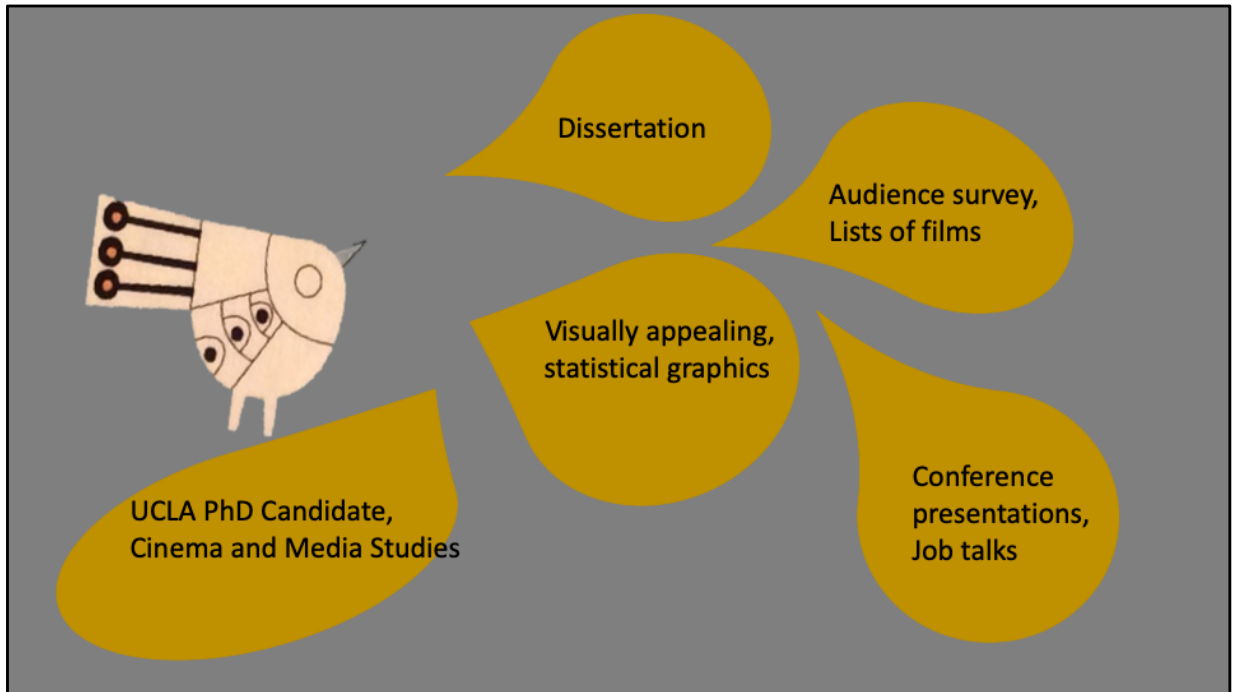 Dissertation
Audience survey,
Lists of films
Visually appealing,
statistical graphics
UCLA PhD Candidate,
Cinema and Media Studies
Conference
presentations,
Job talks